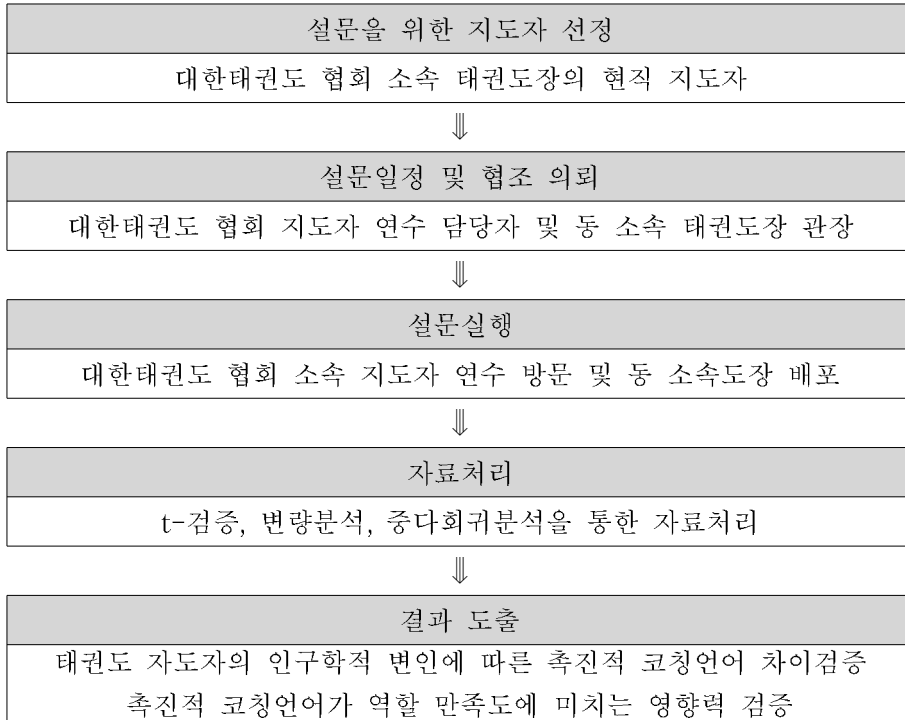 설문을 위한 지도자 선정
대한태권도 협회 소속 태권도장의 현직 지도자
⇓
설문일정 및 협조 의뢰
대한태권도 협회 지도자 연수 담당자 및 동 소속 태권도장 관장
⇓
설문실행
대한태권도 협회 소속 지도자 연수 방문 및 동 소속도장 배포
⇓
자료처리
t-검증, 변량분석, 중다회귀분석을 통한 자료처리
⇓
결과 도출
태권도 자도자의 인구학적 변인에 따른 촉진적 코칭언어 차이검증
촉진적 코칭언어가 역할 만족도에 미치는 영향력 검증